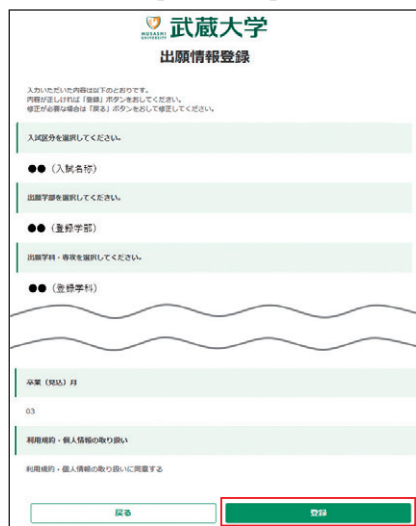 MUSASHI
UNIVERSITY
武蔵大学
出願情報登録
入力いただいた内容は以下のとおりです。
内容が正しければ「登録」ボタンをおしてください。
修正が必要な場合は「戻る」ボタンをおして修正してください。
入試区分を選択してください。
●●（入試名称）
出願学部を選択してください。
●●（登録学部）
出願学科・専攻を選択してください。
●●（登録学科）
卒業（見込）月
03
利用規約・個人情報の取り扱い
利用規約・個人情報の取り扱いに同意する
戻る
登録